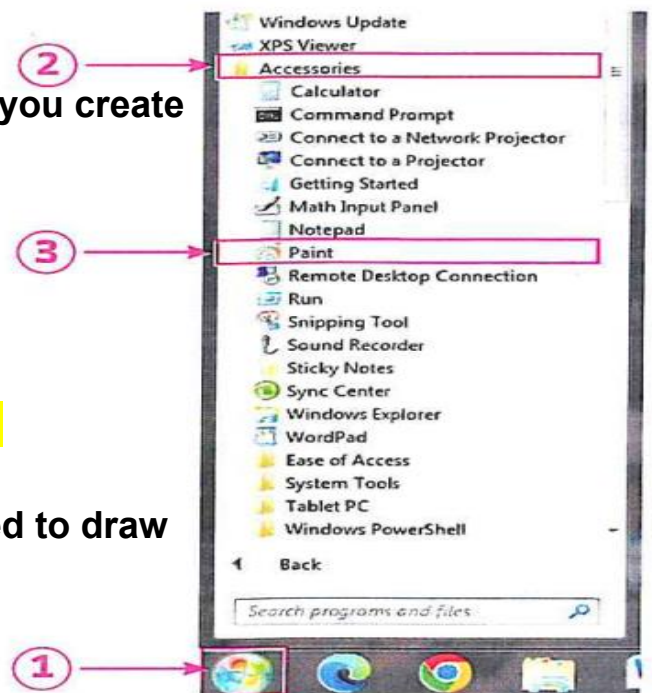 Windows Update
XPS Viewer
2
Accessories
you create
Calculator
Command Prompt
Connect to a Network Projector
Connect to a Projector
Getting Started
Math Input Panel
Notepad
3
Paint
Remote Desktop Connection
Run
Snipping Tool
Sound Recorder
Sticky Notes
Sync Center
Windows Explorer
WordPad
Ease of Access
System Tools
to draw
Tablet PC
Windows PowerShell
Back
Search programs and files
1